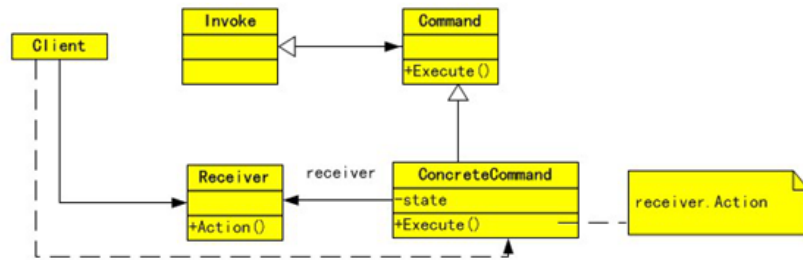 Invoke
Command
Client
+Execute()
Receiver
receiver
ConcreteCommand
-state
receiver.Action
+Action()
+Execute()